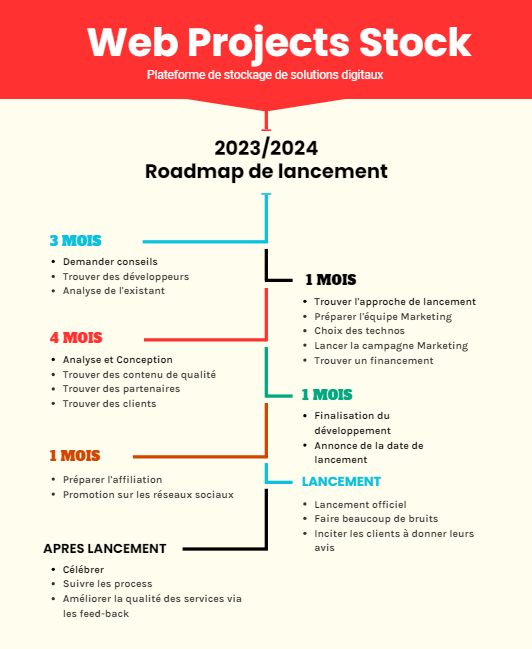 Web Projects Stock
Plateforme de stockage de solutions digitaux
2023/2024
Roadmap de lancement
3 MOIS
• Demander conseils
• Trouver des développeurs
• Analyse de l'existant
1 MOIS
• Trouver l'approche de lancement
• Préparer l'équipe Marketing
• Choix des technos
• Lancer la campagne Marketing
• Trouver un financement
4 MOIS
• Analyse et Conception
• Trouver des contenu de qualité
• Trouver des partenaires
• Trouver des clients
1 MOIS
• Finalisation du
développement
• Annonce de la date de
lancement
1 MOIS
• Préparer l'affiliation
• Promotion sur les réseaux sociaux
LANCEMENT
• Lancement officiel
• Faire beaucoup de bruits
• Inciter les clients à donner leurs
avis
APRES LANCEMENT
• Célébrer
• Suivre les process
• Améliorer la qualité des services via
les feed-back